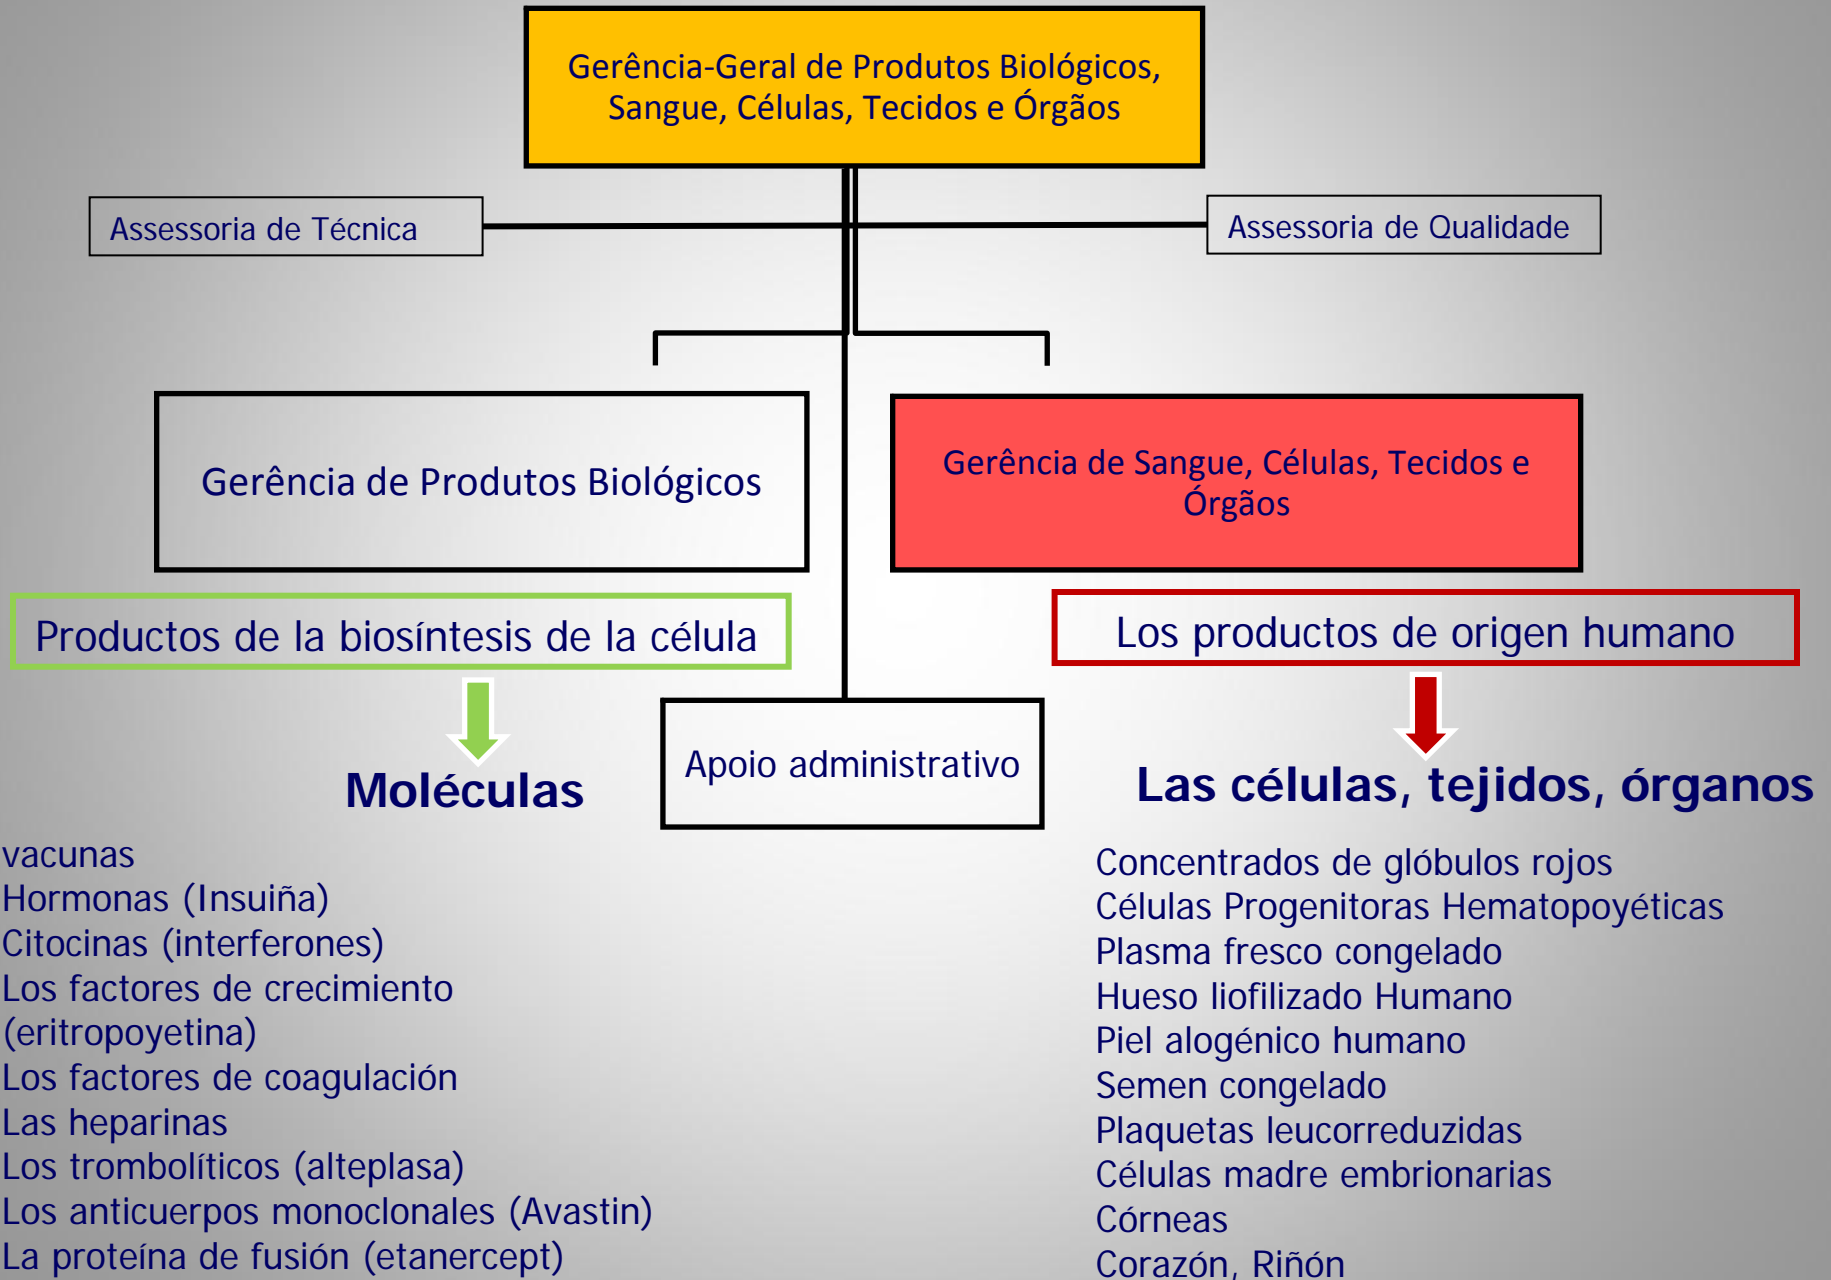 Gerência-Geral de Produtos Biológicos,
Sangue, Células, Tecidos e Órgãos
Assessoria de Técnica
Assessoria de Qualidade
Gerência de Produtos Biológicos
Gerência de Sangue, Células, Tecidos e
Órgãos
Productos de la biosíntesis de la célula
Los productos de origen humano
Apoio administrativo
Moléculas
Las células, tejidos, órganos
vacunas
Hormonas (Insuiña)
Citocinas (interferones)
Los factores de crecimiento
(eritropoyetina)
Los factores de coagulación
Las heparinas
Los trombolíticos (alteplasa)
Los anticuerpos monoclonales (Avastin)
La proteína de fusión (etanercept)
Concentrados de glóbulos rojos
Células Progenitoras Hematopoyéticas
Plasma fresco congelado
Hueso liofilizado Humano
Piel alogénico humano
Semen congelado
Plaquetas leucorreduzidas
Células madre embrionarias
Córneas
Corazón, Riñón